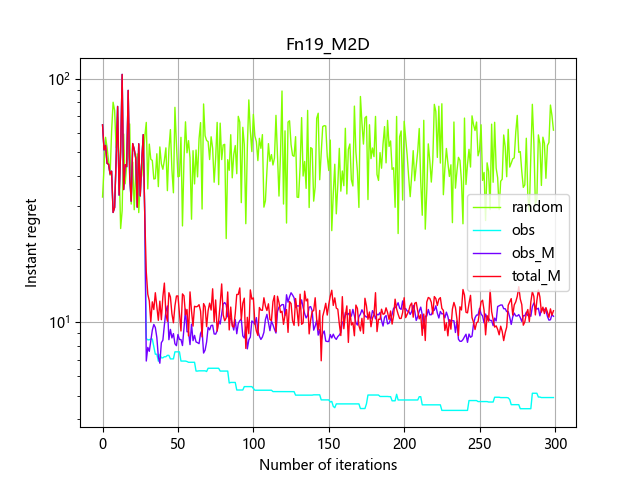 Fn19_M2D
10²
10¹
Instant regret
random
obs
obs_M
total_M
0 50 100 150 200 250 300
Number of iterations